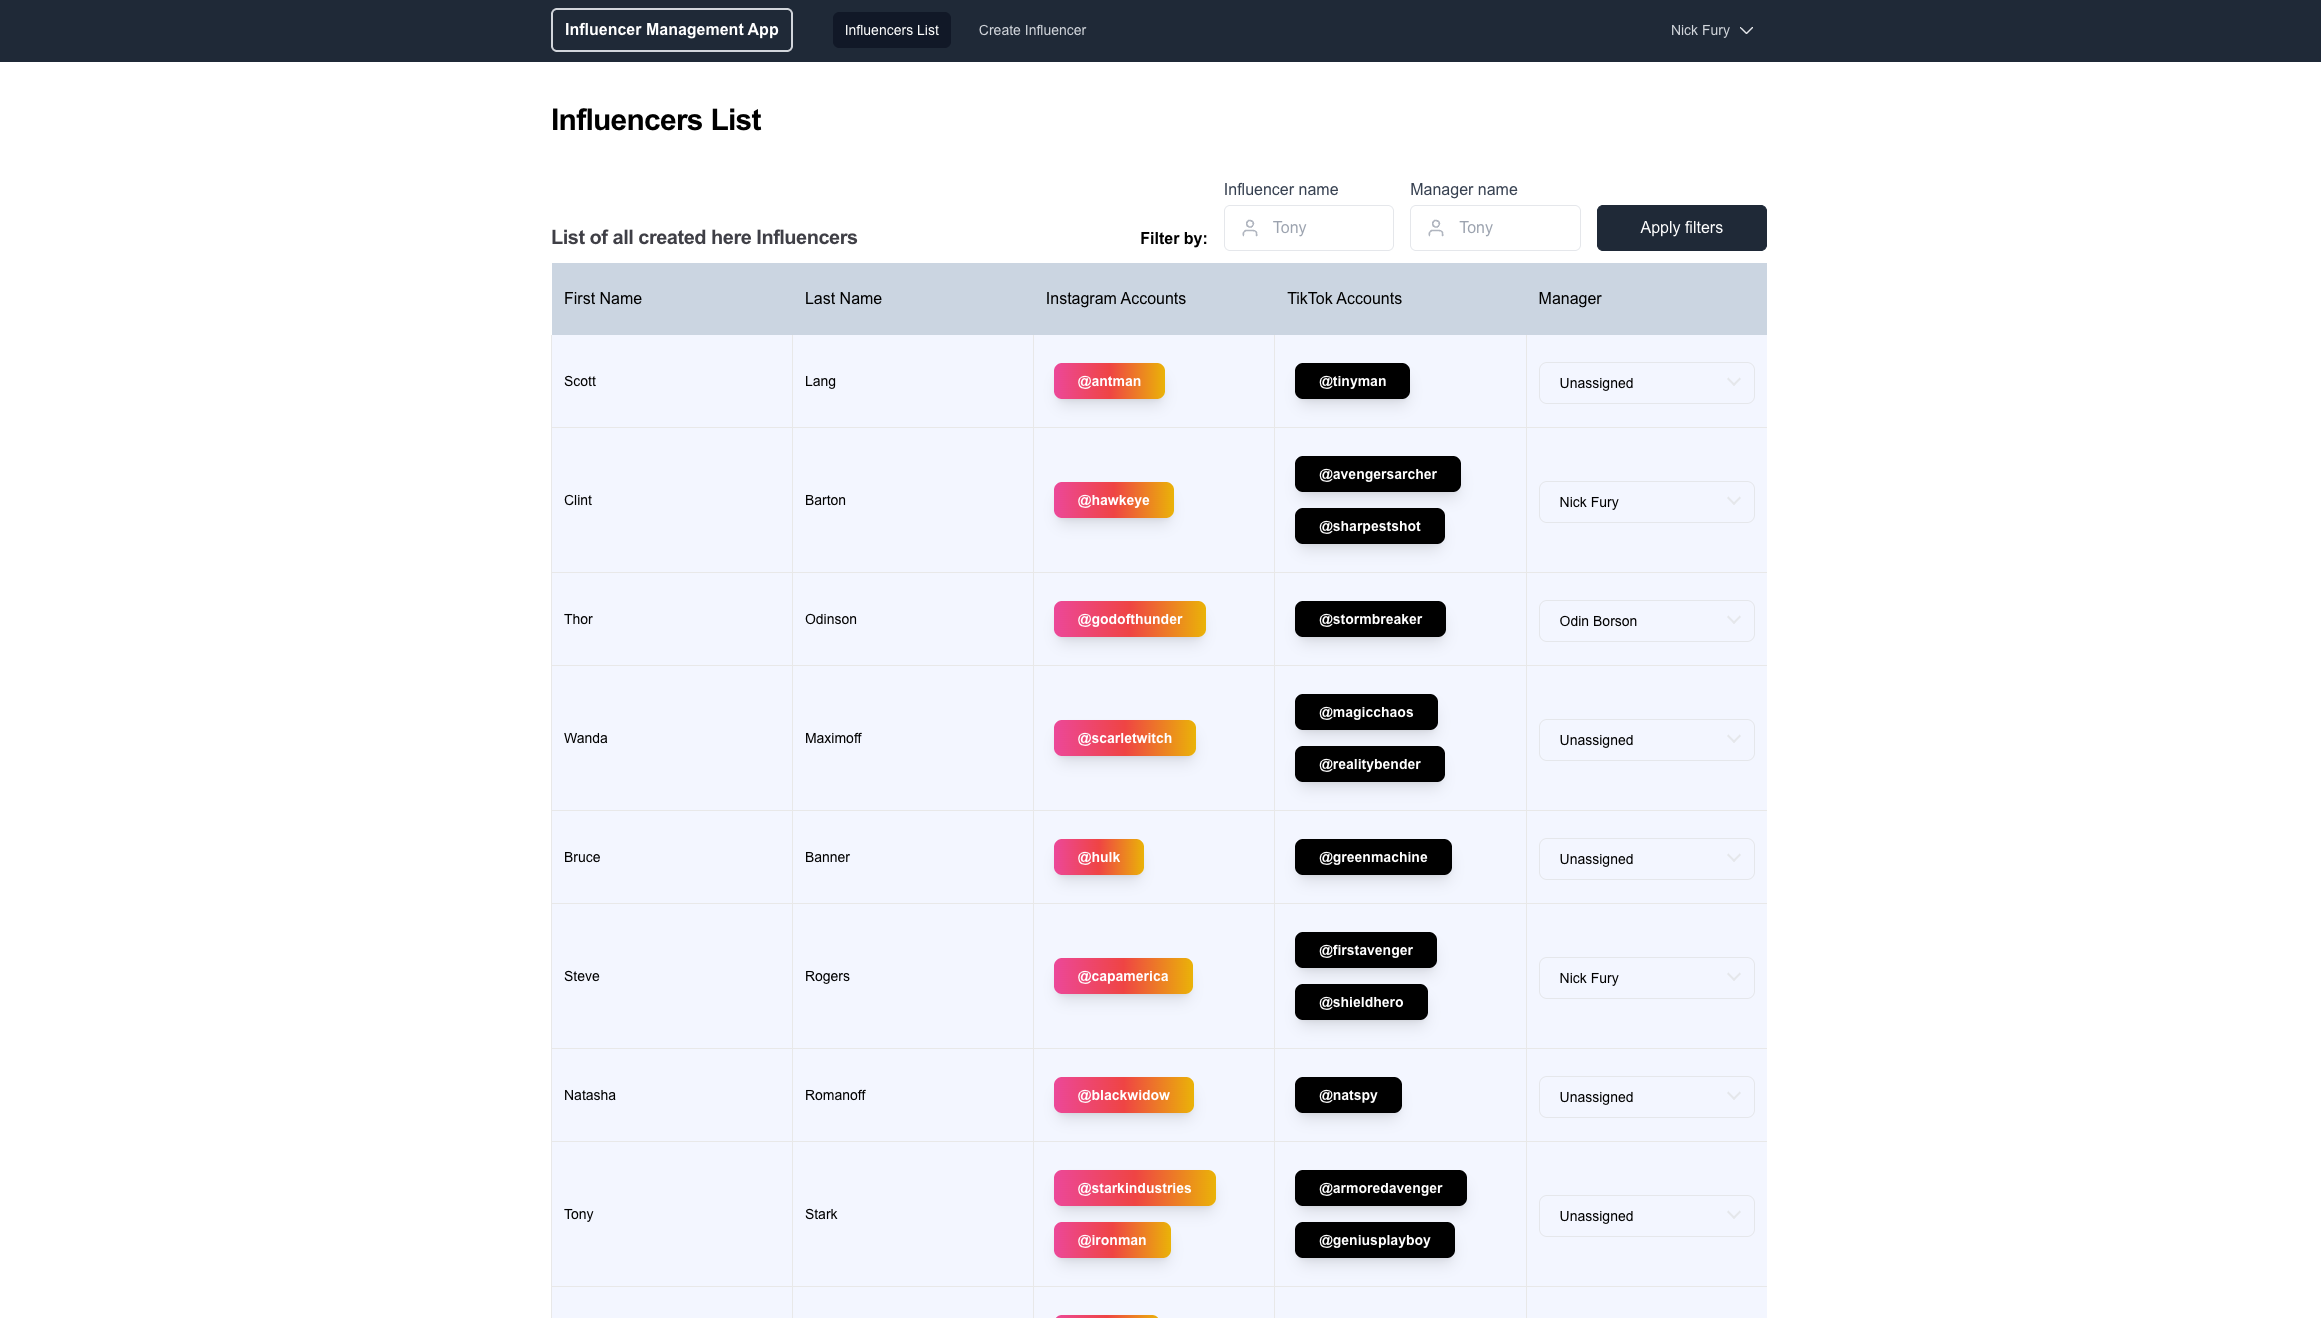 Influencer Management App
Influencers List
Create Influencer
Nick Fury
Influencers List
Influencer name
Manager name
List of all created here Influencers
Filter by:
Tony
Tony
Apply filters
First Name
Last Name
Instagram Accounts
TikTok Accounts
Manager
Scott
Lang
@antman
@tinyman
Unassigned
Clint
Barton
@hawkeye
@avengersarcher
@sharpestshot
Nick Fury
Thor
Odinson
@godofthunder
@stormbreaker
Odin Borson
Wanda
Maximoff
@scarletwitch
@magicchaos
@realitybender
Unassigned
Bruce
Banner
@hulk
@greenmachine
Unassigned
Steve
Rogers
@capamerica
@firstavenger
@shieldhero
Nick Fury
Natasha
Romanoff
@blackwidow
@natspy
Unassigned
Tony
Stark
@starkindustries
@ironman
@armoredavenger
@geniusplayboy
Unassigned